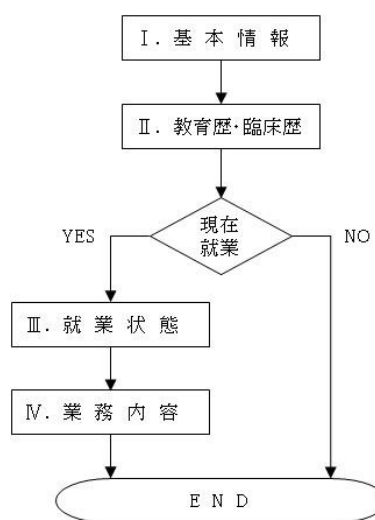 Ⅰ．基 本 情 報
Ⅱ．教育歴・臨床歴
現在
就業
YES
NO
Ⅲ．就 業 状 態
Ⅳ．業 務 内 容
E N D